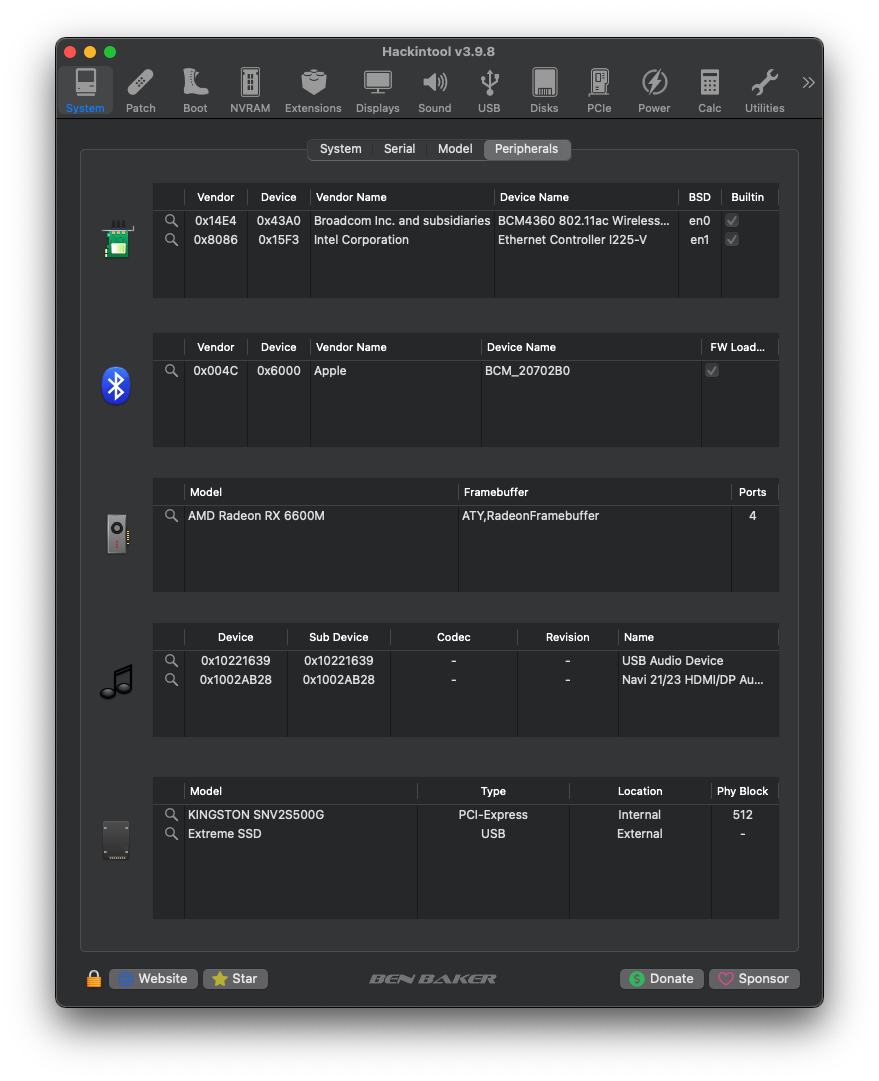 Hackintool v3.9.8
System Patch Boot NVRAM Extensions Displays Sound USB Disks PCIe Power Calc Utilities
System Serial Model Peripherals
Vendor Device Vendor Name Device Name BSD Builtin
0x14E4 0x43A0 Broadcom Inc. and subsidiaries BCM4360 802.11ac Wireless... en0
0x8086 0x15F3 Intel Corporation Ethernet Controller I225-V en1
Vendor Device Vendor Name Device Name FW Load...
0x004C 0x6000 Apple BCM_20702B0
Model Framebuffer Ports
AMD Radeon RX 6600M ATY,RadeonFramebuffer 4
Device Sub Device Codec Revision Name
0x10221639 0x10221639 - - USB Audio Device
0x1002AB28 0x1002AB28 - - Navi 21/23 HDMI/DP Au...
Model Type Location Phy Block
KINGSTON SNV2S500G PCI-Express Internal 512
Extreme SSD USB External -
Website Star BEN BAKER Donate Sponsor